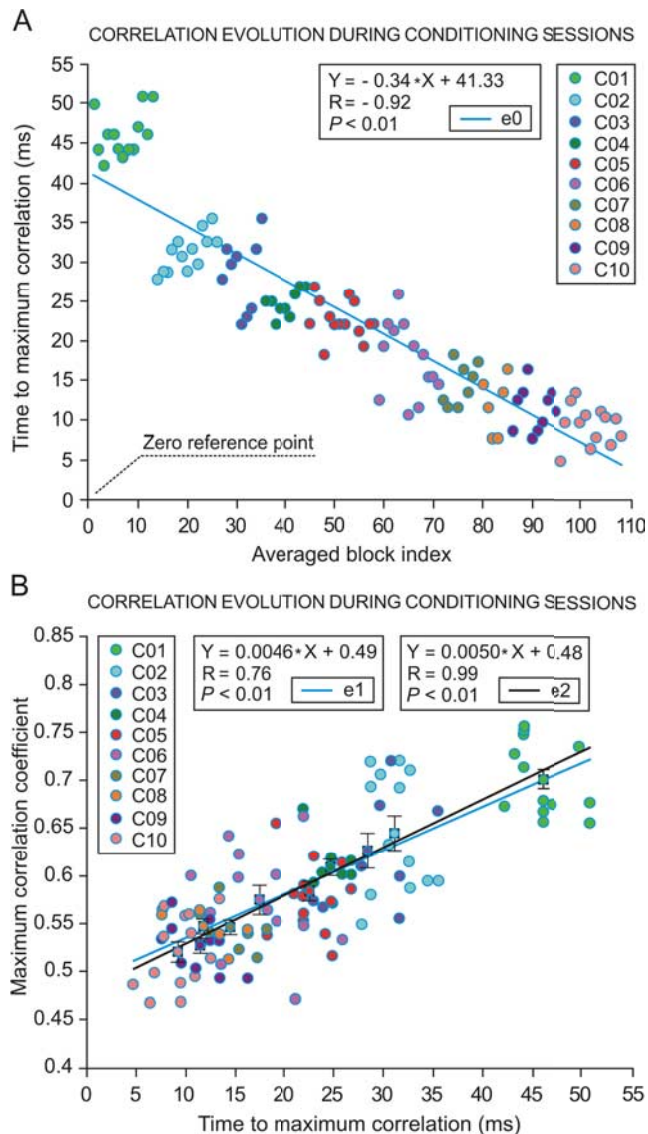 A
CORRELATION EVOLUTION DURING CONDITIONING SESSIONS
Y = - 0.34*X + 41.33
R = - 0.92
P < 0.01
e0
C01
C02
C03
C04
C05
C06
C07
C08
C09
C10
Time to maximum correlation (ms)
55
50
45
40
35
30
25
20
15
10
5
0
Zero reference point
0 10 20 30 40 50 60 70 80 90 100 110
Averaged block index
B
CORRELATION EVOLUTION DURING CONDITIONING SESSIONS
C01
C02
C03
C04
C05
C06
C07
C08
C09
C10
Y = 0.0046*X + 0.49
R = 0.76
P < 0.01
e1
Y = 0.0050*X + 0.48
R = 0.99
P < 0.01
e2
Maximum correlation coefficient
0.85
0.8
0.75
0.7
0.65
0.6
0.55
0.5
0.45
0.4
0 5 10 15 20 25 30 35 40 45 50 55
Time to maximum correlation (ms)